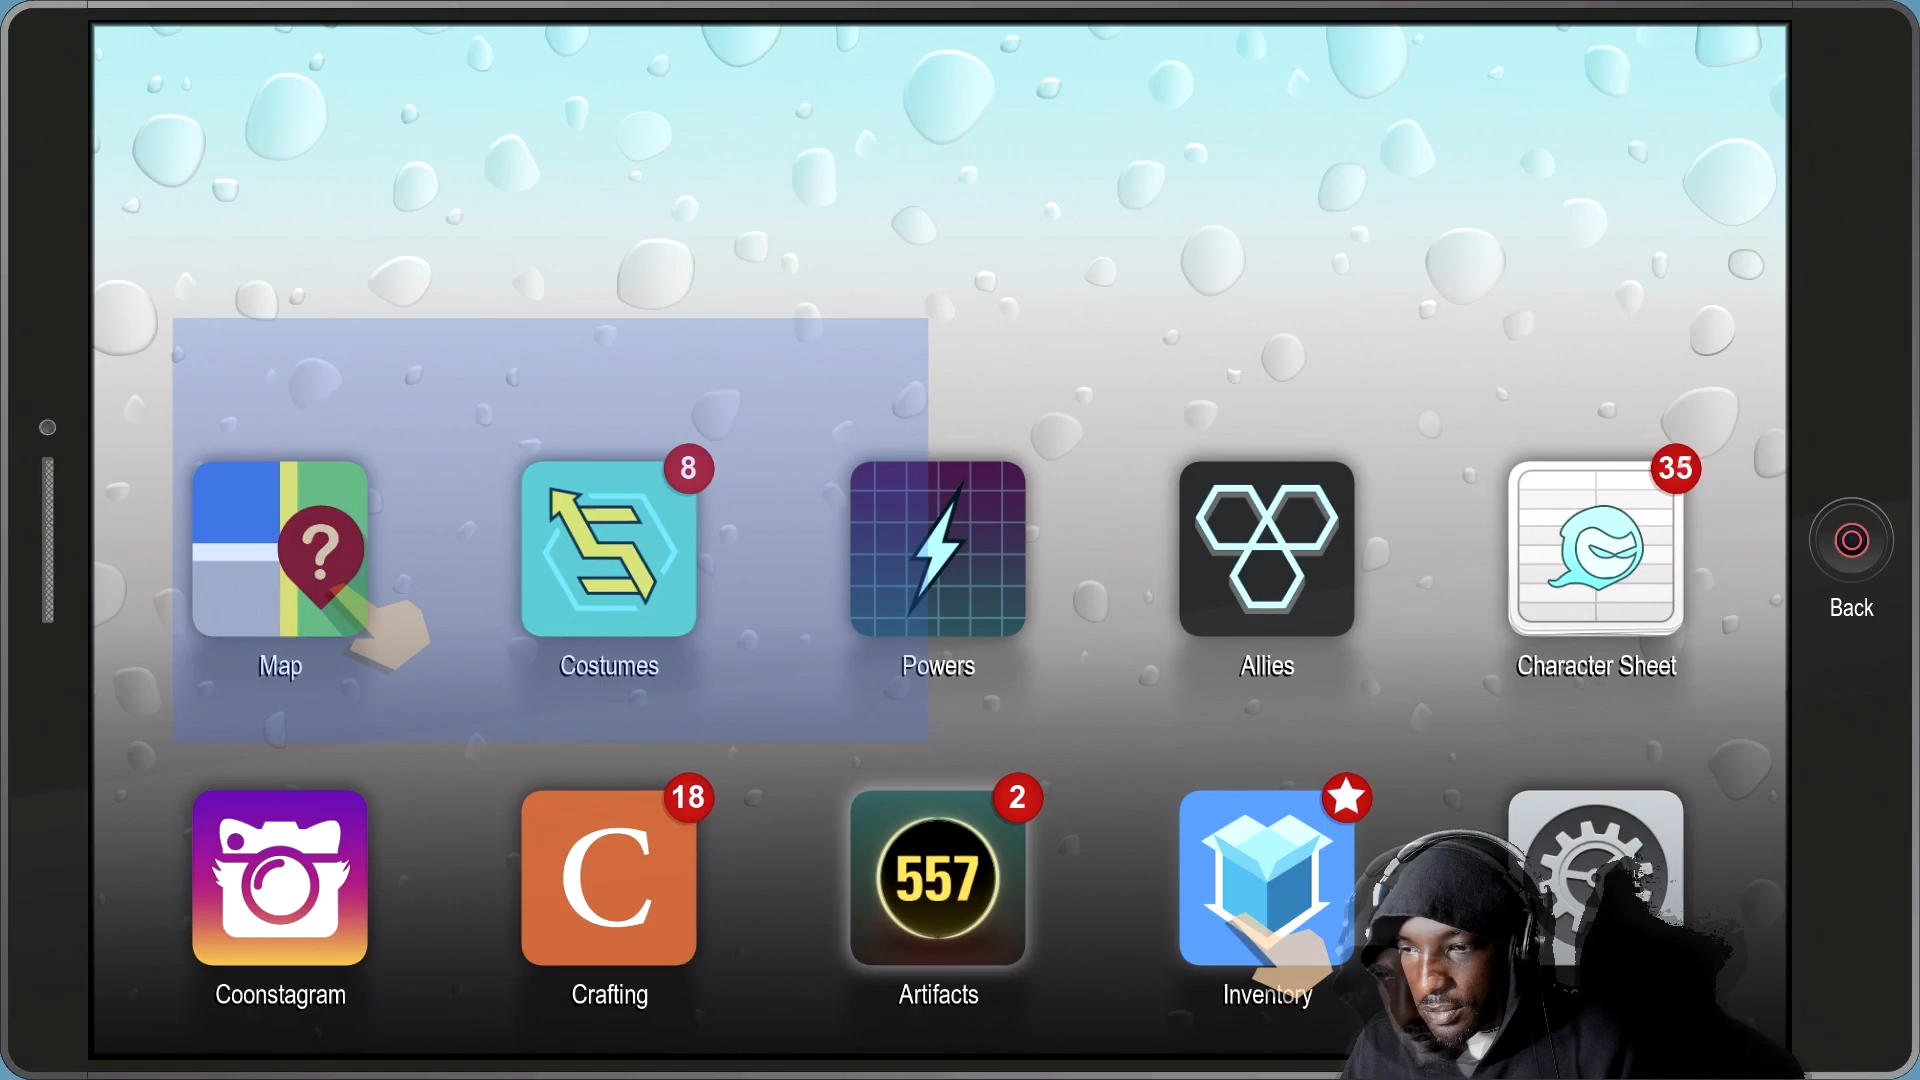 8
35
?
Map
Costumes
Powers
Allies
Character Sheet
Back
18
2
C
557
Coonstagram
Crafting
Artifacts
Inventory